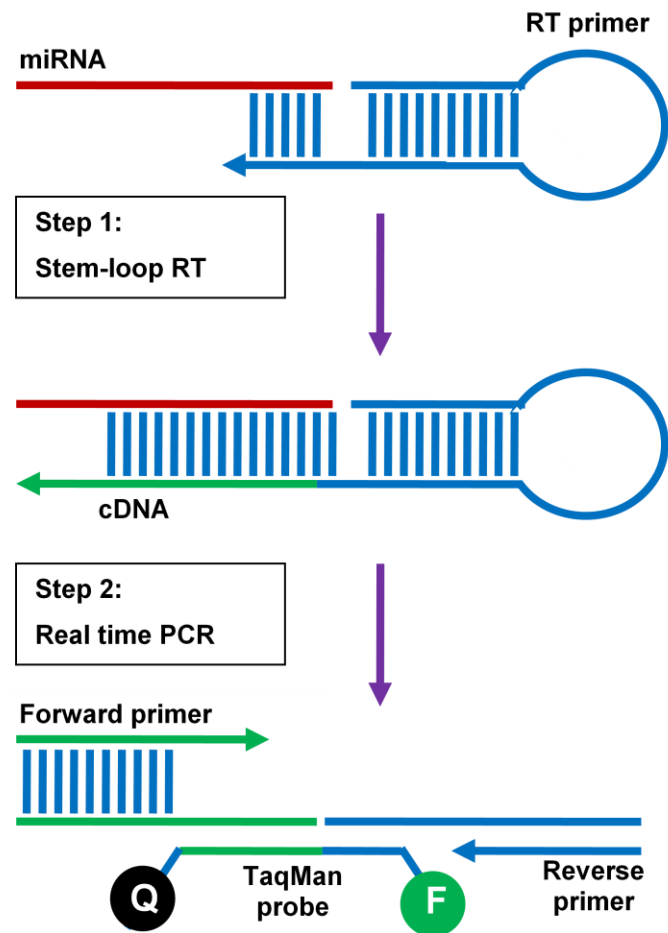 RT primer
miRNA
Step 1:
Stem-loop RT
cDNA
Step 2:
Real time PCR
Forward primer
Q
TaqMan
probe
F
Reverse
primer